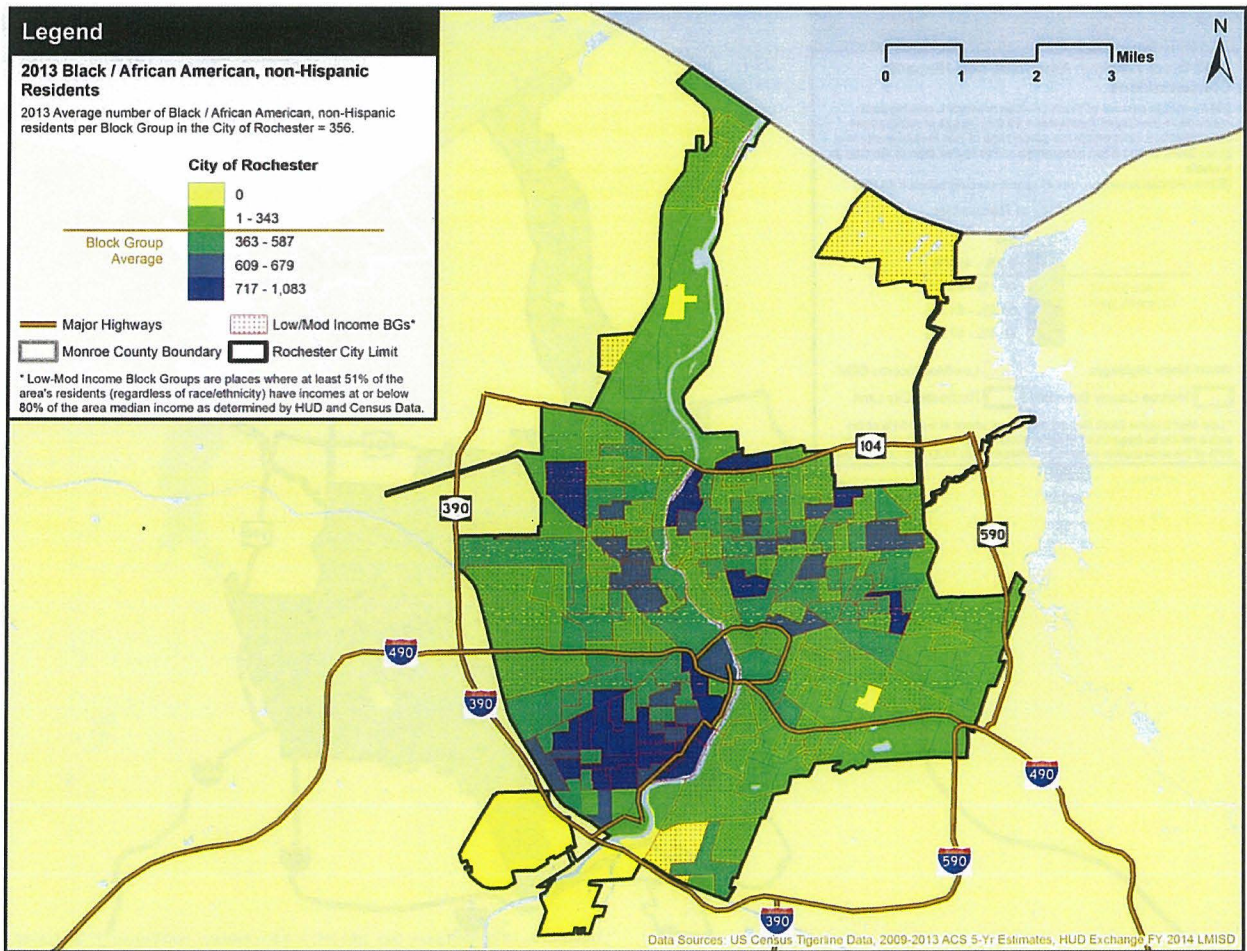 Legend
2013 Black / African American, non-Hispanic
Residents
2013 Average number of Black / African American, non-Hispanic
residents per Block Group in the City of Rochester = 356.
City of Rochester
0
1 - 343
Block Group
Average
363 - 587
609 - 679
717 - 1,083
Major Highways
Low/Mod Income BGs*
Monroe County Boundary
Rochester City Limit
* Low-Mod Income Block Groups are places where at least 51% of the
area's residents (regardless of race/ethnicity) have incomes at or below
80% of the area median income as determined by HUD and Census Data.
N
Miles
0 1 2 3
104
390
590
490
390
490
590
390
Data Sources: US Census Tigerline Data, 2009-2013 ACS 5-Yr Estimates, HUD Exchange FY 2014 LMISD